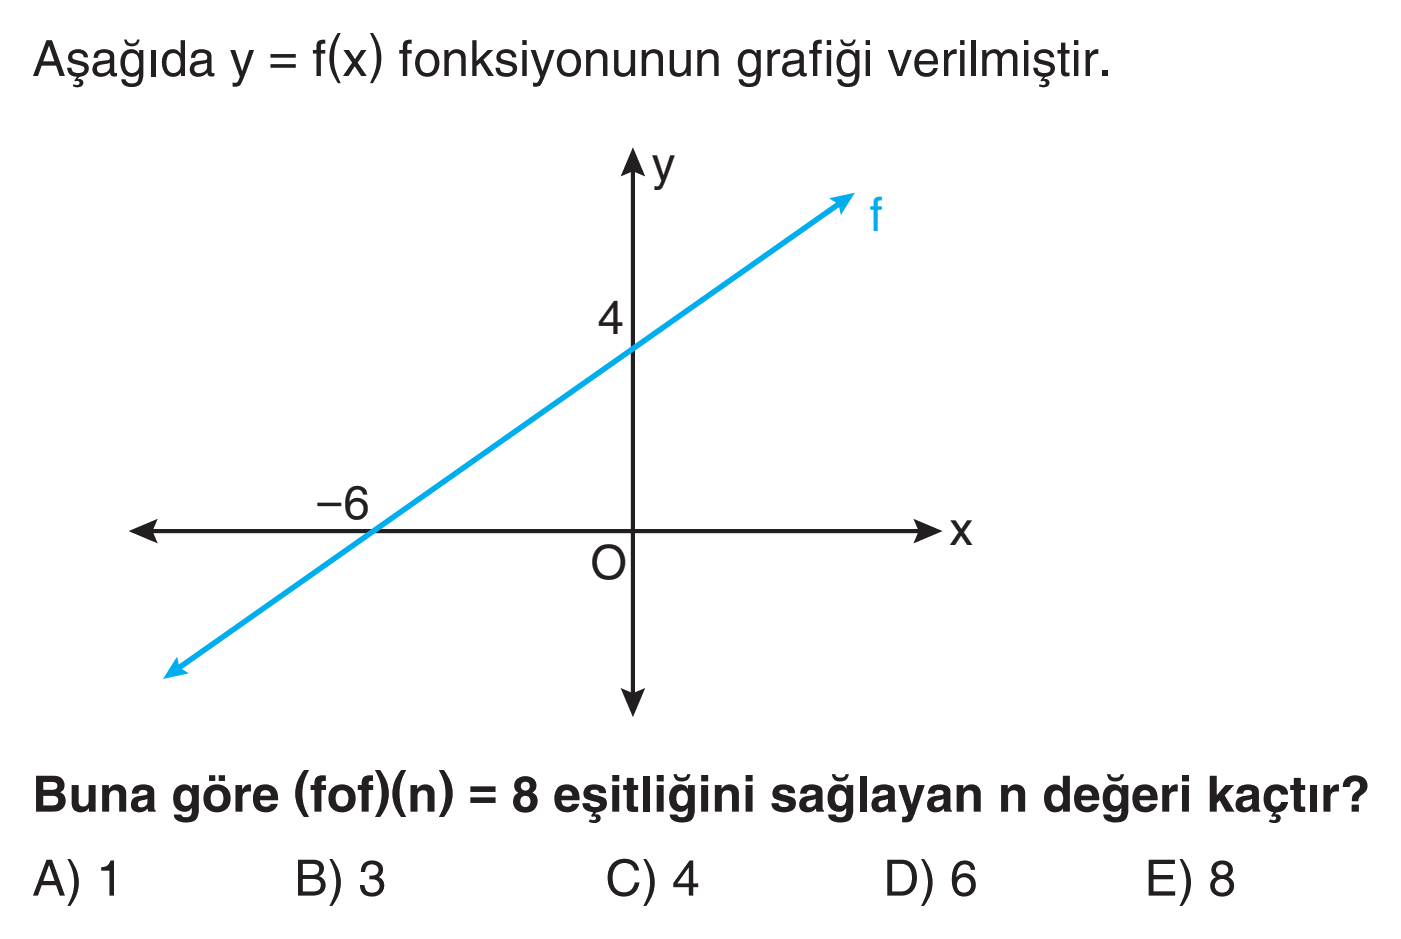 Aşağıda y = f(x) fonksiyonunun grafiği verilmiştir.
y
f
4
–6
x
O
Buna göre (fof)(n) = 8 eşitliğini sağlayan n değeri kaçtır?
A) 1 B) 3 C) 4 D) 6 E) 8